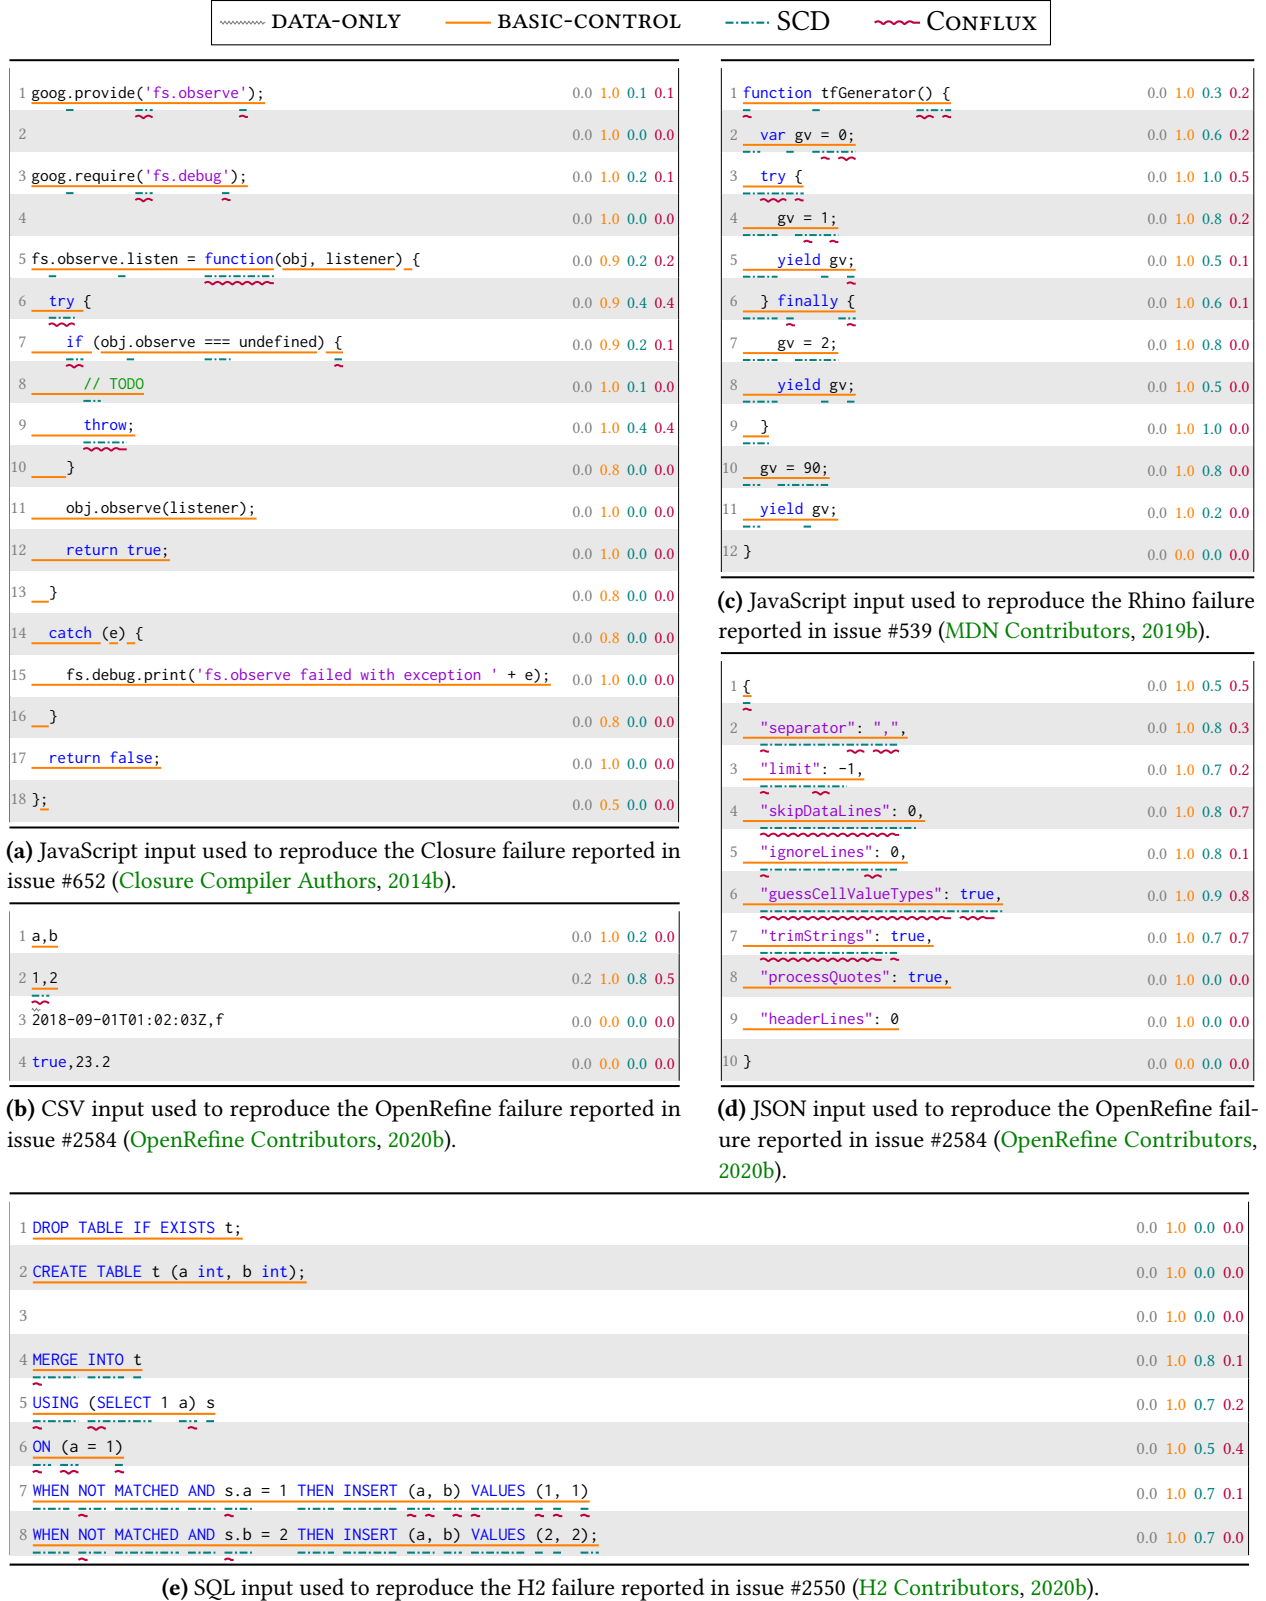 DATA-ONLY BASIC-CONTROL SCD CONFLUX
1 goog.provide('fs.observe'); 0.0 1.0 0.1 0.1
2 0.0 1.0 0.0 0.0
3 goog.require('fs.debug'); 0.0 1.0 0.2 0.1
4 0.0 1.0 0.0 0.0
5 fs.observe.listen = function(obj, listener) { 0.0 0.9 0.2 0.2
6 try { 0.0 0.9 0.4 0.4
7 if (obj.observe === undefined) { 0.0 0.9 0.2 0.1
8 // TODO 0.0 1.0 0.1 0.0
9 throw; 0.0 1.0 0.4 0.4
10 } 0.0 0.8 0.0 0.0
11 obj.observe(listener); 0.0 1.0 0.0 0.0
12 return true; 0.0 1.0 0.0 0.0
13 } 0.0 0.8 0.0 0.0
14 catch (e) { 0.0 0.8 0.0 0.0
15 fs.debug.print('fs.observe failed with exception ' + e); 0.0 1.0 0.0 0.0
16 } 0.0 0.8 0.0 0.0
17 return false; 0.0 1.0 0.0 0.0
18 }; 0.0 0.5 0.0 0.0
(a) JavaScript input used to reproduce the Closure failure reported in
issue #652 (Closure Compiler Authors, 2014b).
1 a,b 0.0 1.0 0.2 0.0
2 1,2 0.2 1.0 0.8 0.5
3 2018-09-01T01:02:03Z,f 0.0 0.0 0.0 0.0
4 true,23.2 0.0 0.0 0.0 0.0
(b) CSV input used to reproduce the OpenRefine failure reported in
issue #2584 (OpenRefine Contributors, 2020b).
1 function tfGenerator() { 0.0 1.0 0.3 0.2
2 var gv = 0; 0.0 1.0 0.6 0.2
3 try { 0.0 1.0 1.0 0.5
4 gv = 1; 0.0 1.0 0.8 0.2
5 yield gv; 0.0 1.0 0.5 0.1
6 } finally { 0.0 1.0 0.6 0.1
7 gv = 2; 0.0 1.0 0.8 0.0
8 yield gv; 0.0 1.0 0.5 0.0
9 } 0.0 1.0 1.0 0.0
10 gv = 90; 0.0 1.0 0.8 0.0
11 yield gv; 0.0 1.0 0.2 0.0
12 } 0.0 0.0 0.0 0.0
(c) JavaScript input used to reproduce the Rhino failure
reported in issue #539 (MDN Contributors, 2019b).
1 { 0.0 1.0 0.5 0.5
2 "separator": ",", 0.0 1.0 0.8 0.3
3 "limit": -1, 0.0 1.0 0.7 0.2
4 "skipDataLines": 0, 0.0 1.0 0.8 0.7
5 "ignoreLines": 0, 0.0 1.0 0.8 0.1
6 "guessCellValueTypes": true, 0.0 1.0 0.9 0.8
7 "trimStrings": true, 0.0 1.0 0.7 0.7
8 "processQuotes": true, 0.0 1.0 0.0 0.0
9 "headerLines": 0 0.0 1.0 0.0 0.0
10 } 0.0 0.0 0.0 0.0
(d) JSON input used to reproduce the OpenRefine fail-
ure reported in issue #2584 (OpenRefine Contributors,
2020b).
1 DROP TABLE IF EXISTS t; 0.0 1.0 0.0 0.0
2 CREATE TABLE t (a int, b int); 0.0 1.0 0.0 0.0
3 0.0 1.0 0.0 0.0
4 MERGE INTO t 0.0 1.0 0.8 0.1
5 USING (SELECT 1 a) s 0.0 1.0 0.7 0.2
6 ON (a = 1) 0.0 1.0 0.5 0.4
7 WHEN NOT MATCHED AND s.a = 1 THEN INSERT (a, b) VALUES (1, 1) 0.0 1.0 0.7 0.1
8 WHEN NOT MATCHED AND s.b = 2 THEN INSERT (a, b) VALUES (2, 2); 0.0 1.0 0.7 0.0
(e) SQL input used to reproduce the H2 failure reported in issue #2550 (H2 Contributors, 2020b).